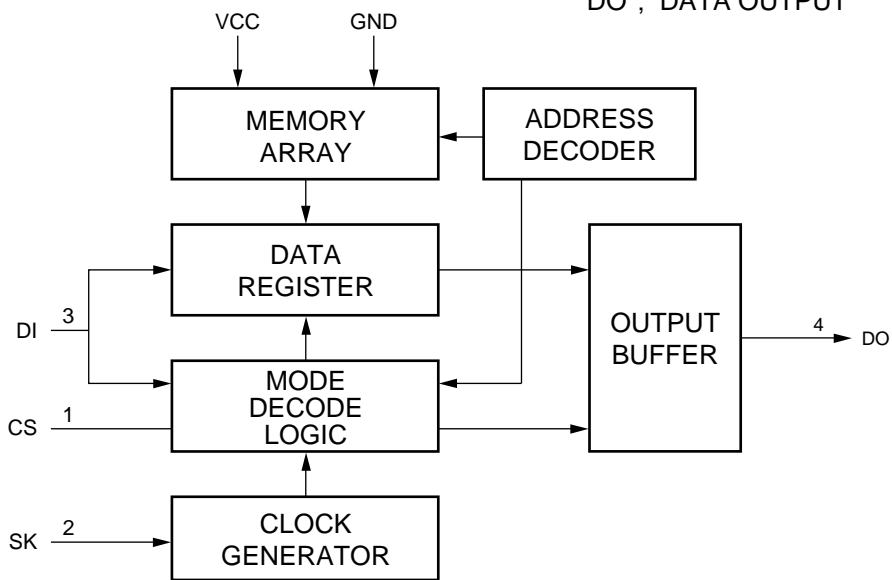 DO ; DATA OUTPUT
VCC
GND
MEMORY
ARRAY
ADDRESS
DECODER
DATA
REGISTER
DI
3
OUTPUT
BUFFER
4
DO
MODE
DECODE
LOGIC
CS
1
SK
2
CLOCK
GENERATOR